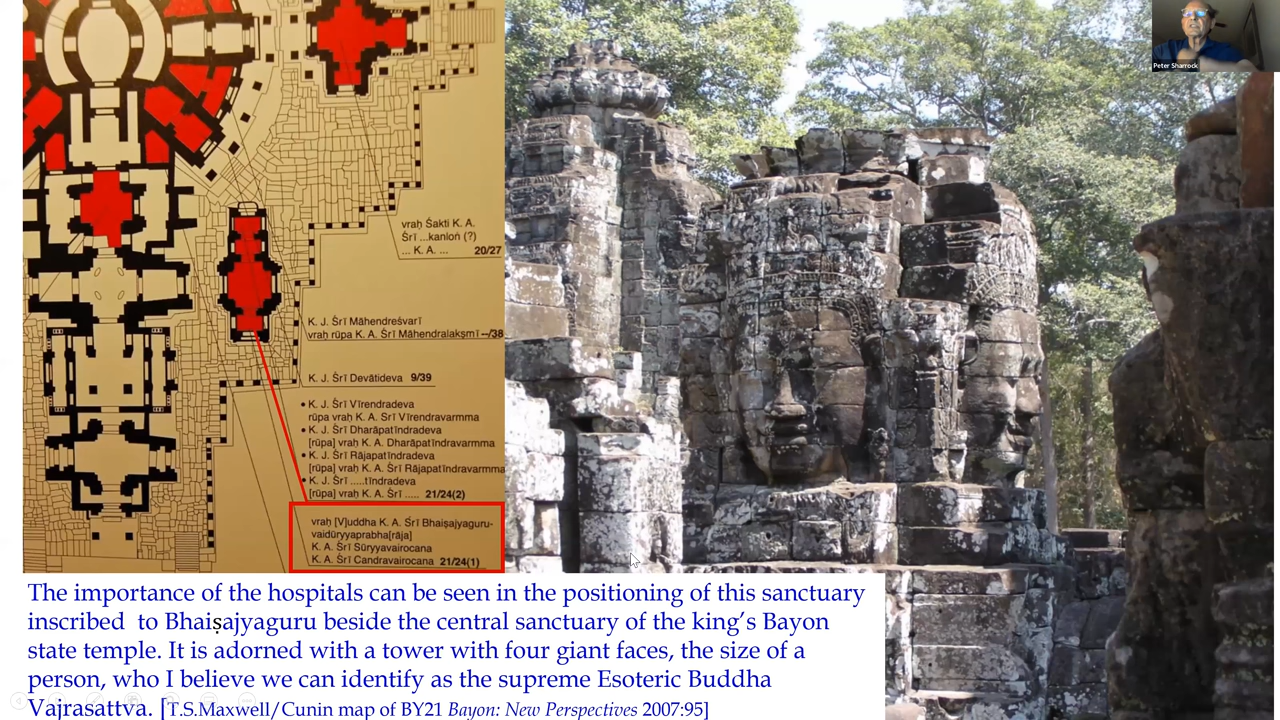 Peter Sharrock
vraḥ Śakti K. A.
Śrī ...kanloṅ (?)
... K. A. ... 20/27
K. J. Śrī Māhendreśvarī
vraḥ rūpa K. A. Śrī Māhendralakṣmī --/38
K. J. Śrī Devātideva 9/39
• K. J. Śrī Vīrendradeva
rūpa vraḥ K. A. Śrī Vīrendravarmma
• K. J. Śrī Dharāpatīndradeva
[rūpa] vraḥ K. A. Dharāpatīndravarmma
• K. J. Śrī Rājapatīndradeva
[rūpa] vraḥ K. A. Śrī Rājapatīndravarmma
• K. J. Śrī .....tīndradeva
[rūpa] vraḥ K. A. Śrī ..... 21/24(2)
vraḥ [V]uddha K. A. Śrī Bhaiṣajyaguru-
vaidūryyaprabha[rāja]
K. A. Śrī Sūryyavairocana
K. A. Śrī Candravairocana 21/24(1)
The importance of the hospitals can be seen in the positioning of this sanctuary
inscribed to Bhaiṣajyaguru beside the central sanctuary of the king's Bayon
state temple. It is adorned with a tower with four giant faces, the size of a
person, who I believe we can identify as the supreme Esoteric Buddha
Vajrasattva. [T.S.Maxwell/Cunin map of BY21 Bayon: New Perspectives 2007:95]